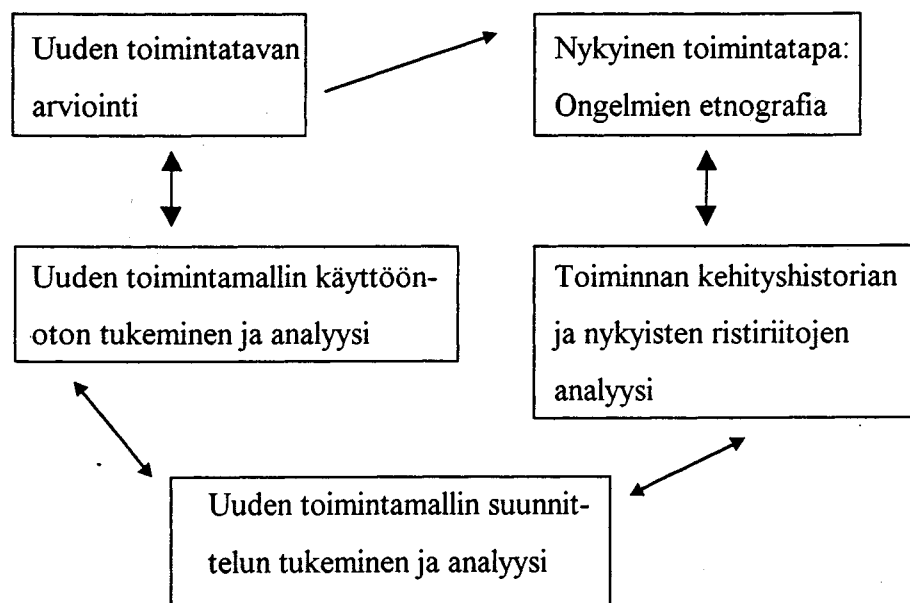 Uuden toimintatavan
arviointi
Nykyinen toimintatapa:
Ongelmien etnografia
Uuden toimintamallin käyttöön-
oton tukeminen ja analyysi
Toiminnan kehityshistorian
ja nykyisten ristiriitojen
analyysi
Uuden toimintamallin suunnit-
telun tukeminen ja analyysi